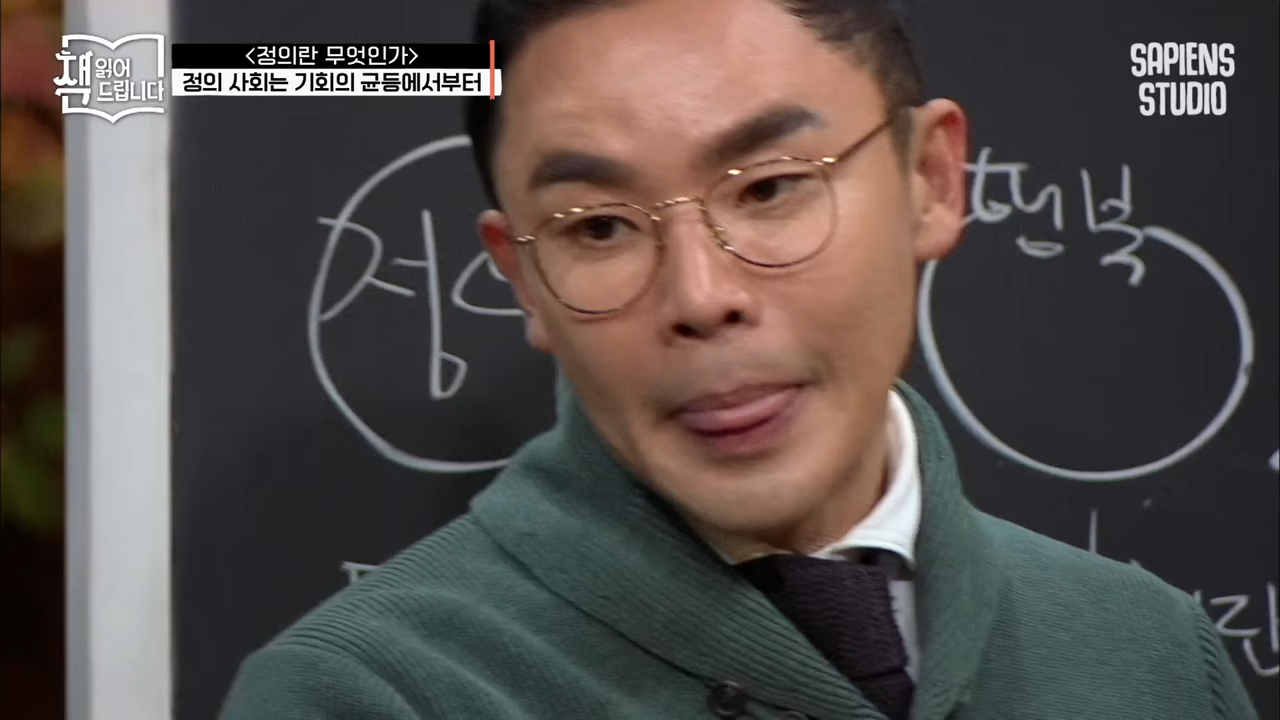 책 읽어
드립니다
<정의란 무엇인가>
정의 사회는 기회의 균등에서부터
SAPIENS
STUDIO
행복